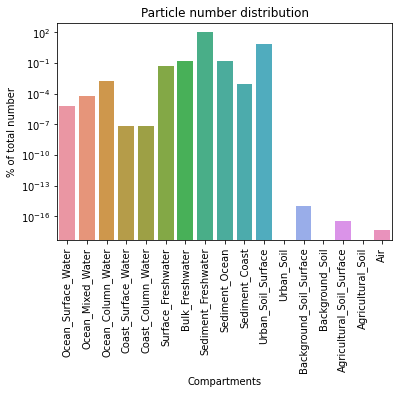 Particle number distribution
% of total number
10^2
10^-1
10^-4
10^-7
10^-10
10^-13
10^-16
Ocean_Surface_Water
Ocean_Mixed_Water
Ocean_Column_Water
Coast_Surface_Water
Coast_Column_Water
Surface_Freshwater
Bulk_Freshwater
Sediment_Freshwater
Sediment_Ocean
Sediment_Coast
Urban_Soil_Surface
Urban_Soil
Background_Soil_Surface
Background_Soil
Agricultural_Soil_Surface
Agricultural_Soil
Air
Compartments